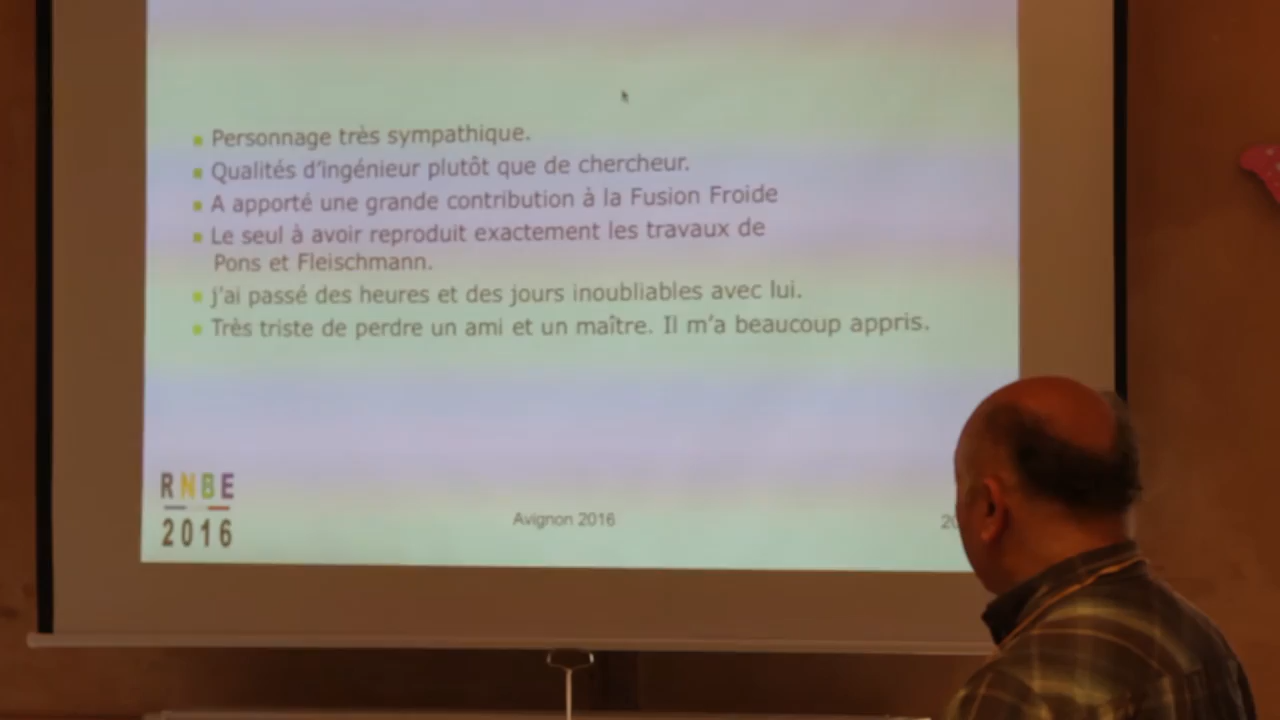 Personnage très sympathique.
Qualités d'ingénieur plutôt que de chercheur.
A apporté une grande contribution à la Fusion Froide
Le seul à avoir reproduit exactement les travaux de
Pons et Fleischmann.
j'ai passé des heures et des jours inoubliables avec lui.
Très triste de perdre un ami et un maître. Il m'a beaucoup appris.
RNBE
2016
Avignon 2016